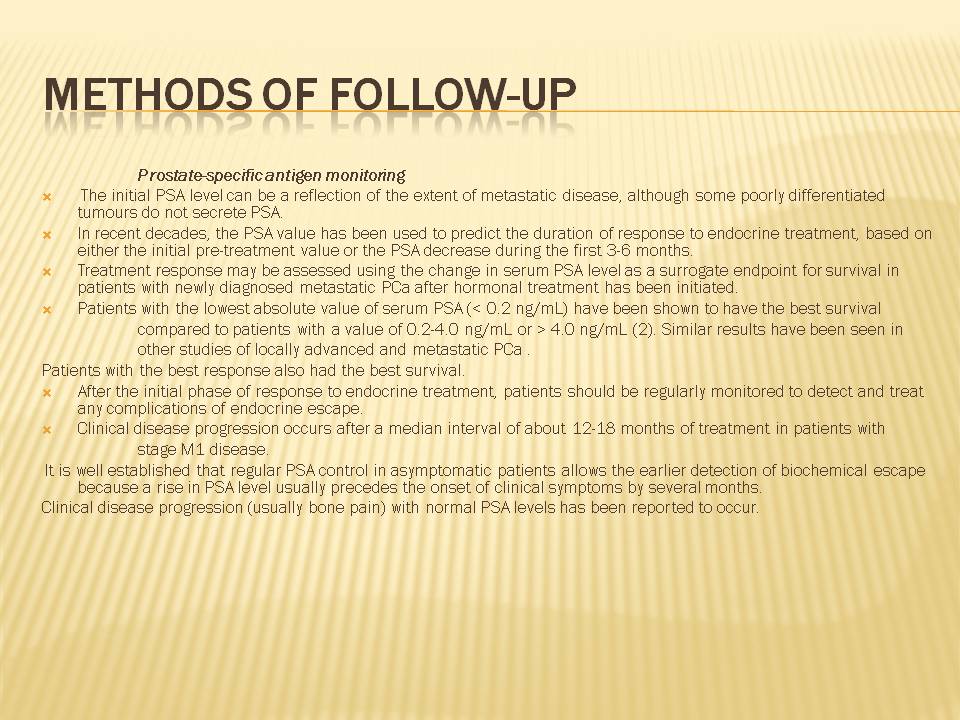 METHODS OF FOLLOW-UP
Prostate-specific antigen monitoring
The initial PSA level can be a reflection of the extent of metastatic disease, although some poorly differentiated
tumours do not secrete PSA.
In recent decades, the PSA value has been used to predict the duration of response to endocrine treatment, based on
either the initial pre-treatment value or the PSA decrease during the first 3-6 months.
Treatment response may be assessed using the change in serum PSA level as a surrogate endpoint for survival in
patients with newly diagnosed metastatic PCa after hormonal treatment has been initiated.
Patients with the lowest absolute value of serum PSA (< 0.2 ng/mL) have been shown to have the best survival
compared to patients with a value of 0.2-4.0 ng/mL or > 4.0 ng/mL (2). Similar results have been seen in
other studies of locally advanced and metastatic PCa .
Patients with the best response also had the best survival.
After the initial phase of response to endocrine treatment, patients should be regularly monitored to detect and treat
any complications of endocrine escape.
Clinical disease progression occurs after a median interval of about 12-18 months of treatment in patients with
stage M1 disease.
It is well established that regular PSA control in asymptomatic patients allows the earlier detection of biochemical escape
because a rise in PSA level usually precedes the onset of clinical symptoms by several months.
Clinical disease progression (usually bone pain) with normal PSA levels has been reported to occur.